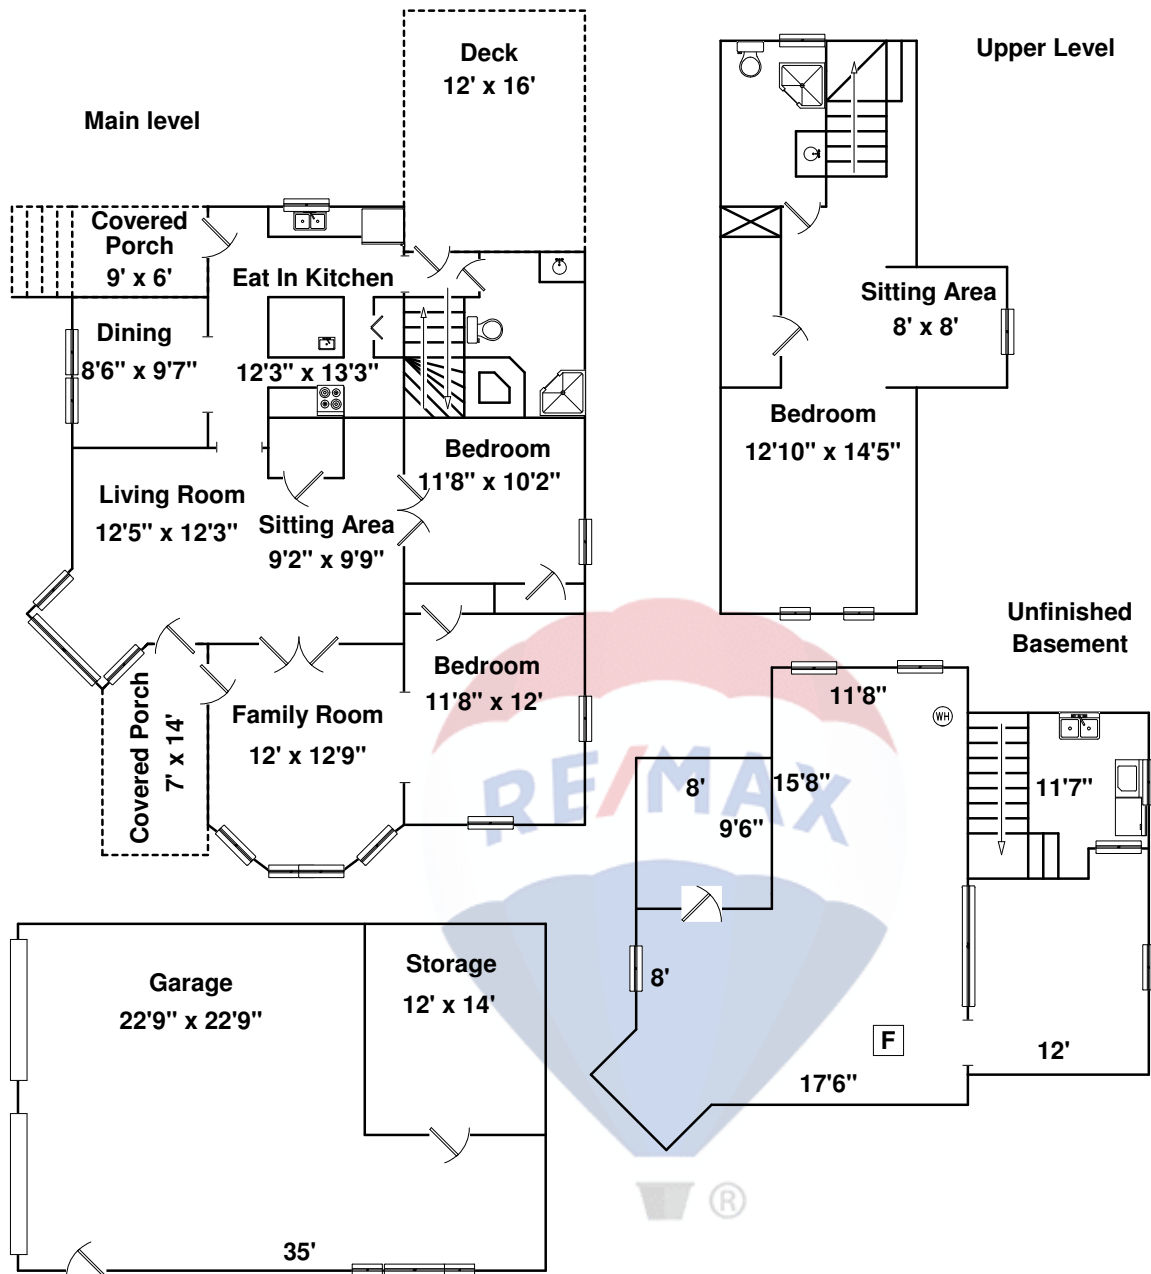 Main level
Deck
12' x 16'
Covered
Porch
9' x 6'
Eat In Kitchen
12'3" x 13'3"
Dining
8'6" x 9'7"
Bedroom
11'8" x 10'2"
Living Room
12'5" x 12'3"
Sitting Area
9'2" x 9'9"
Bedroom
11'8" x 12'
Family Room
12' x 12'9"
Covered Porch
7' x 14'
Upper Level
Sitting Area
8' x 8'
Bedroom
12'10" x 14'5"
Unfinished
Basement
11'8"
WH
11'7"
8'
15'8"
9'6"
8'
F
12'
17'6"
RE/MAX
®
Garage
22'9" x 22'9"
Storage
12' x 14'
35'